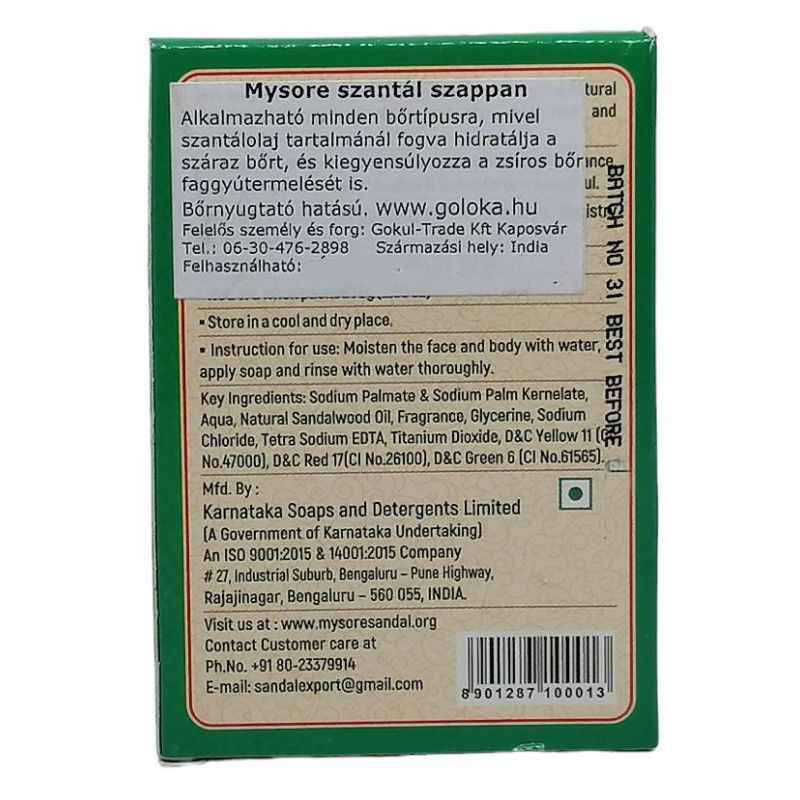 Mysore szantál szappan
Alkalmazható minden bőrtípusra, mivel
szantálolaj tartalmánál fogva hidratálja a
száraz bőrt, és kiegyensúlyozza a zsíros bőr
faggyútermelését is.
Bőrnyugtató hatású. www.goloka.hu
Felelős személy és forg: Gokul-Trade Kft Kaposvár
Tel.: 06-30-476-2898 Származási hely: India
Felhasználható:
and
▪ Store in a cool and dry place.
▪ Instruction for use: Moisten the face and body with water,
apply soap and rinse with water thoroughly.
Key Ingredients: Sodium Palmate & Sodium Palm Kernelate,
Aqua, Natural Sandalwood Oil, Fragrance, Glycerine, Sodium
Chloride, Tetra Sodium EDTA, Titanium Dioxide, D&C Yellow 11
No.47000), D&C Red 17(CI No.26100), D&C Green 6 (CI No.61565).
Mfd. By :
Karnataka Soaps and Detergents Limited
(A Government of Karnataka Undertaking)
An ISO 9001:2015 & 14001:2015 Company
# 27, Industrial Suburb, Bengaluru – Pune Highway,
Rajajinagar, Bengaluru – 560 055, INDIA.
Visit us at : www.mysoresandal.org
Contact Customer care at
Ph.No. +91 80-23379914
E-mail: sandalexport@gmail.com
8 901287 100013
BATCH NO 31 BEST BEFORE